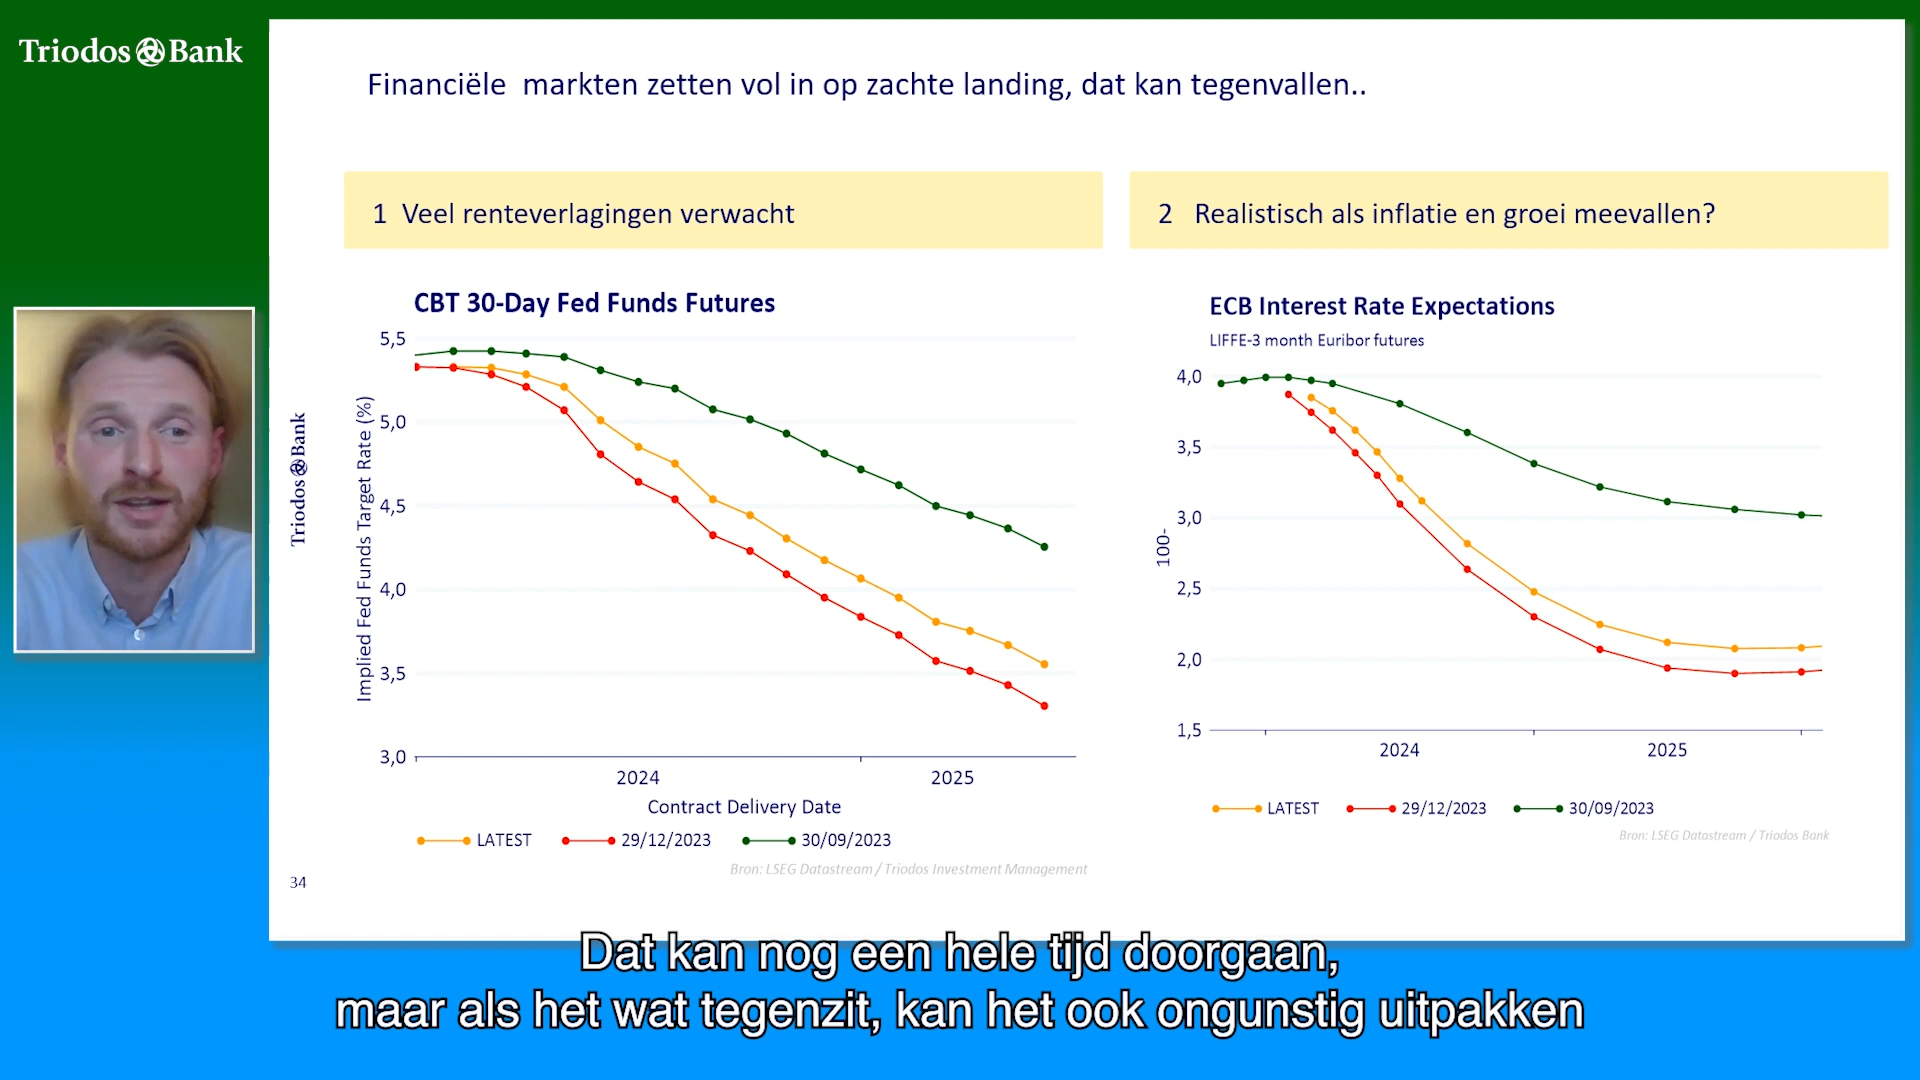 Triodos Bank
Financiële markten zetten vol in op zachte landing, dat kan tegenvallen..
1 Veel renteverlagingen verwacht
2 Realistisch als inflatie en groei meevallen?
CBT 30-Day Fed Funds Futures
Implied Fed Funds Target Rate (%)
5,5
5,0
4,5
4,0
3,5
3,0
2024
2025
Contract Delivery Date
LATEST
29/12/2023
30/09/2023
Bron: LSEG Datastream / Triodos Investment Management
ECB Interest Rate Expectations
LIFFE-3 month Euribor futures
100-
4,0
3,5
3,0
2,5
2,0
1,5
2024
2025
LATEST
29/12/2023
30/09/2023
Bron: LSEG Datastream / Triodos Bank
Triodos Bank
34
Dat kan nog een hele tijd doorgaan,
maar als het wat tegenzit, kan het ook ongunstig uitpakken